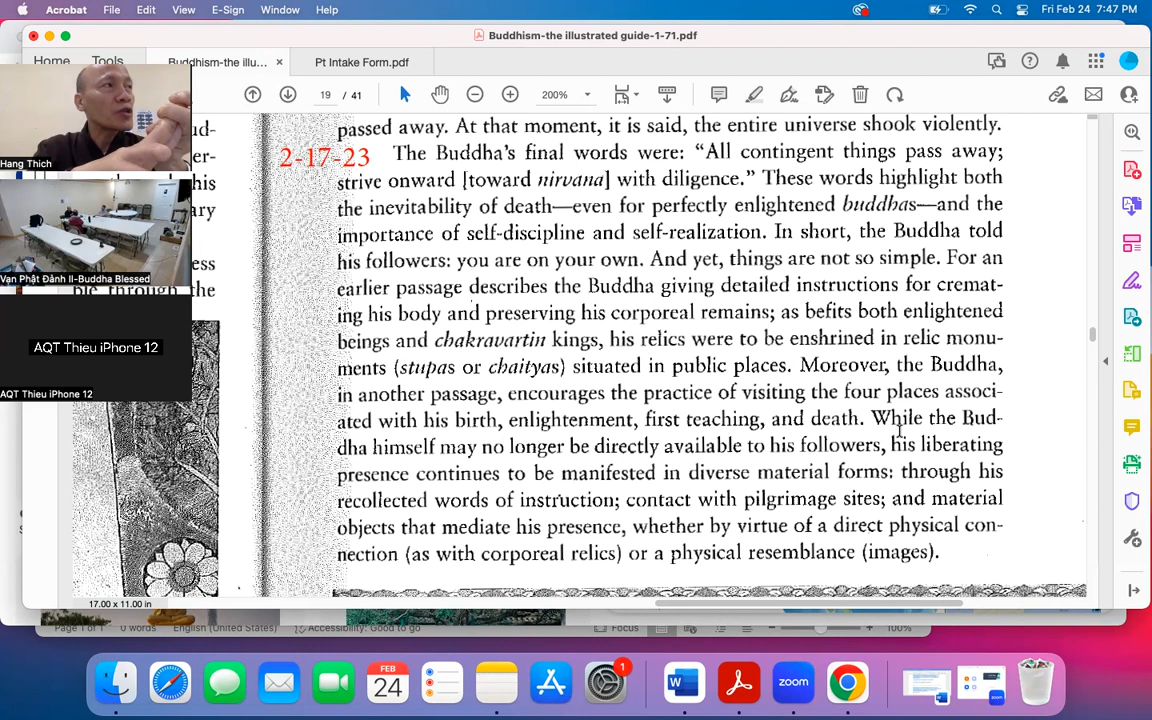 Acrobat File Edit View Window Help
Fri Feb 24 7:47 PM
Buddhism-the illustrated guide-1-71.pdf
Home Tools Buddhism-the illu... × Pt Intake Form.pdf
19 / 41 200%
Hang Thich
Vạn Phật Đảnh II-Buddha Blessed
AQT Thieu iPhone 12
AQT Thieu iPhone 12
ud-
er-
his
ary
ess
ble through the
passed away. At that moment, it is said, the entire universe shook violently.
2-17-23 The Buddha's final words were: "All contingent things pass away;
strive onward [toward nirvana] with diligence." These words highlight both
the inevitability of death—even for perfectly enlightened buddhas—and the
importance of self-discipline and self-realization. In short, the Buddha told
his followers: you are on your own. And yet, things are not so simple. For an
earlier passage describes the Buddha giving detailed instructions for cremat-
ing his body and preserving his corporeal remains; as befits both enlightened
beings and chakravartin kings, his relics were to be enshrined in relic monu-
ments (stupas or chaityas) situated in public places. Moreover, the Buddha,
in another passage, encourages the practice of visiting the four places associ-
ated with his birth, enlightenment, first teaching, and death. While the Bud-
dha himself may no longer be directly available to his followers, his liberating
presence continues to be manifested in diverse material forms: through his
recollected words of instruction; contact with pilgrimage sites; and material
objects that mediate his presence, whether by virtue of a direct physical con-
nection (as with corporeal relics) or a physical resemblance (images).
17.00 x 11.00 in
Page 1 of 1 0 words English (United States) Accessibility: Good to go Focus 100%
FEB
24
1
zoom